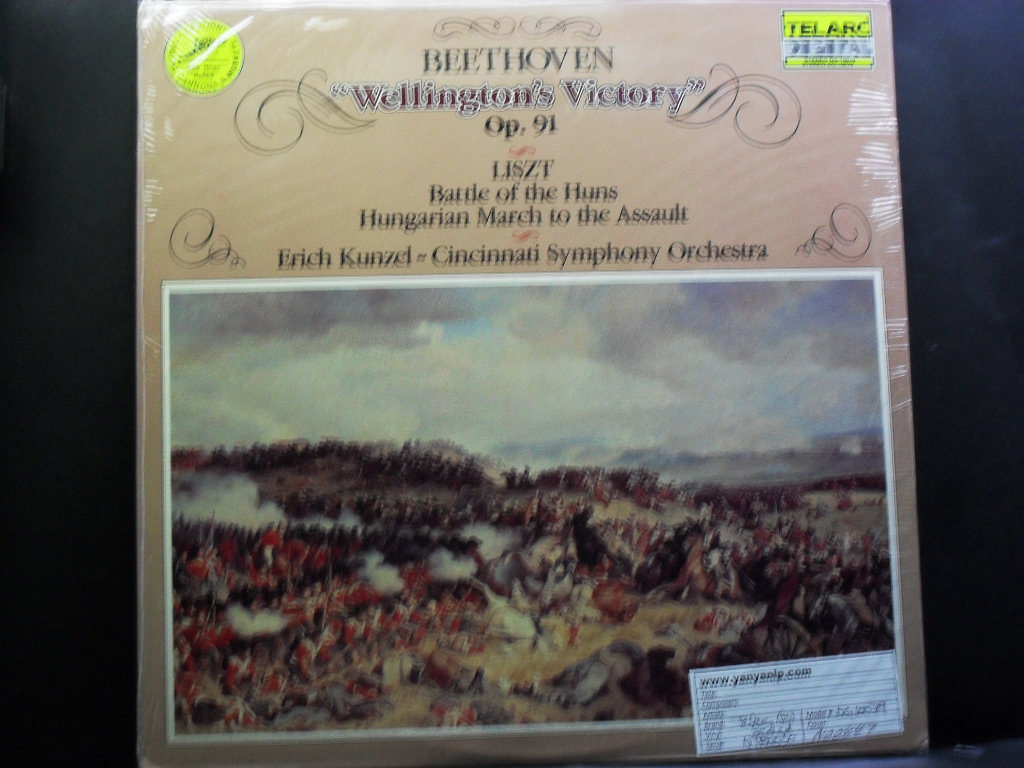 TELARC
DIGITAL
BEETHOVEN
"Wellington's Victory"
Op. 91
LISZT
Battle of the Huns
Hungarian March to the Assault
Erich Kunzel ~ Cincinnati Symphony Orchestra
www.yanyanlp.com